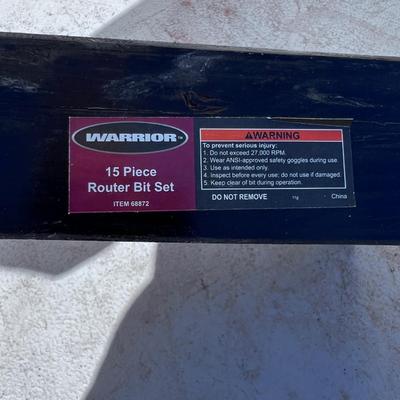 WARRIOR™
15 Piece
Router Bit Set
ITEM 68872
⚠WARNING
To prevent serious injury:
1. Do not exceed 27,000 RPM.
2. Wear ANSI-approved safety goggles during use.
3. Use as intended only.
4. Inspect before every use; do not use if damaged.
5. Keep clear of bit during operation.
DO NOT REMOVE 11g China